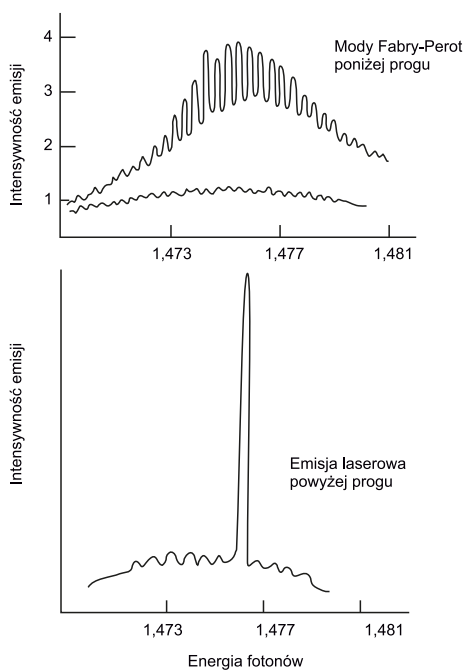 Intensywność emisji
4
3
2
1
Mody Fabry-Perot
poniżej progu
1,473
1,477
1,481
Intensywność emisji
Emisja laserowa
powyżej progu
1,473
1,477
1,481
Energia fotonów